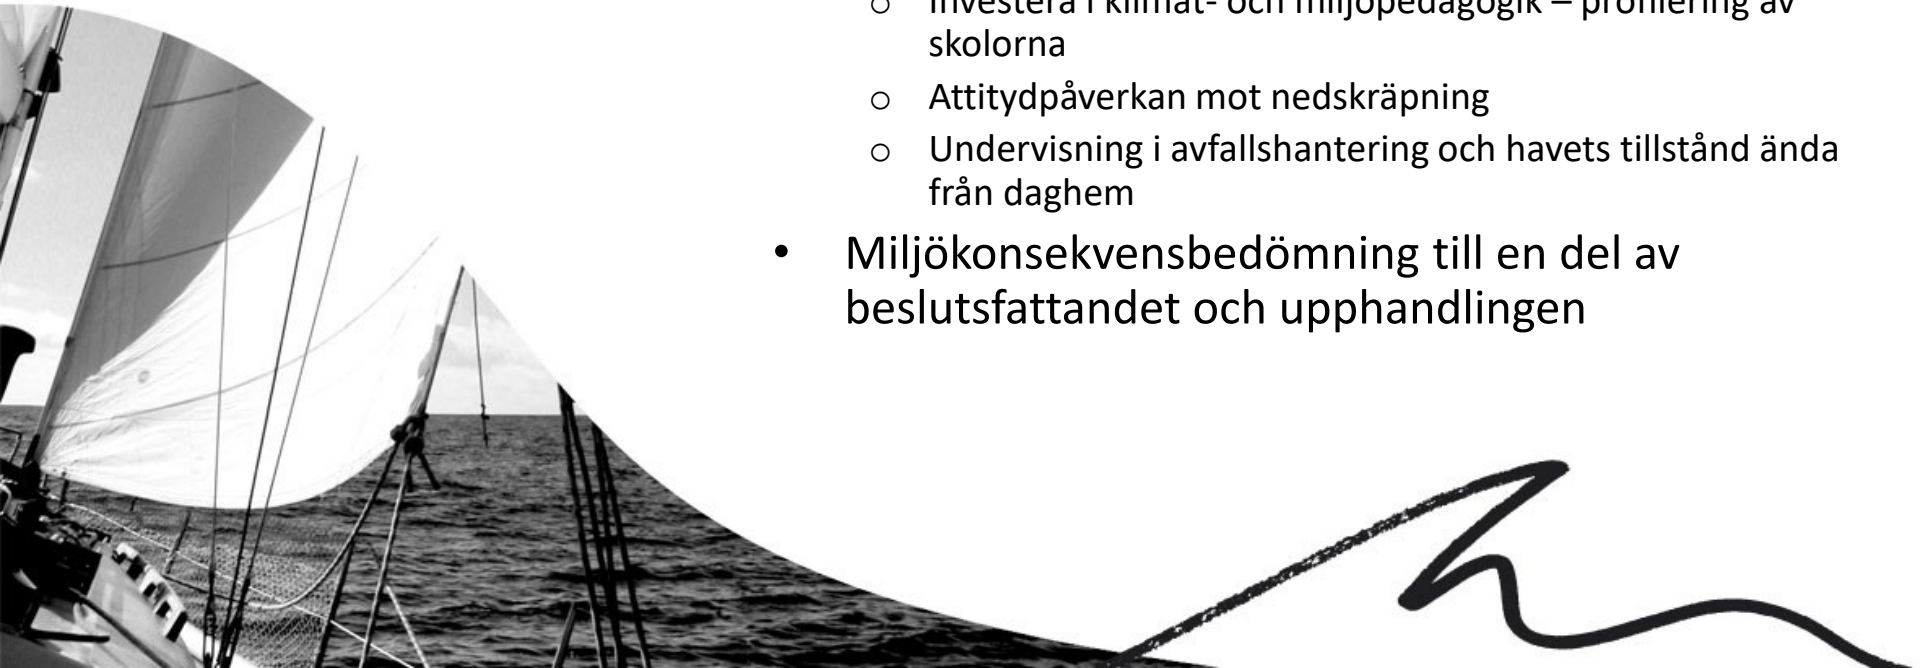 Investera i klimat- och miljöpedagogik – profilering av
skolorna
Attitydpåverkan mot nedskräpning
Undervisning i avfallshantering och havets tillstånd ända
från daghem
Miljökonsekvensbedömning till en del av
beslutsfattandet och upphandlingen